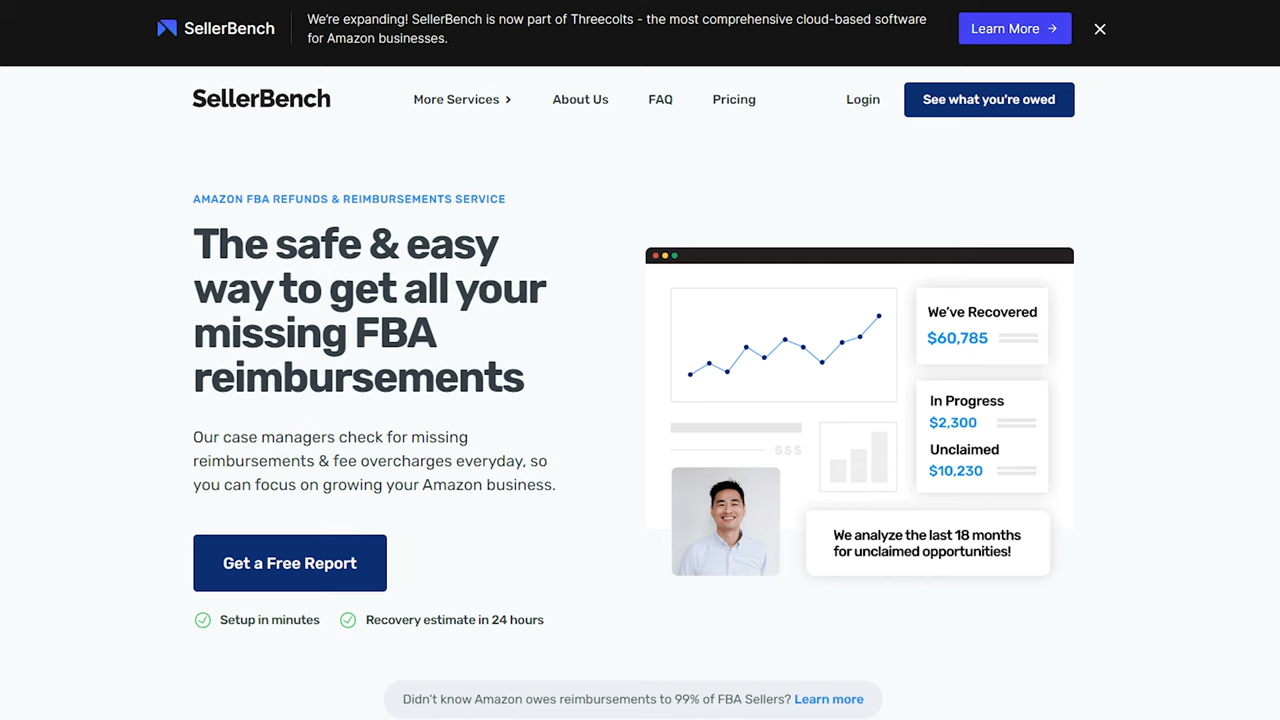 SellerBench
We're expanding! SellerBench is now part of Threecolts - the most comprehensive cloud-based software
for Amazon businesses.
Learn More →
SellerBench
More Services
About Us
FAQ
Pricing
Login
See what you're owed
AMAZON FBA REFUNDS & REIMBURSEMENTS SERVICE
The safe & easy
way to get all your
missing FBA
reimbursements
Our case managers check for missing
reimbursements & fee overcharges everyday, so
you can focus on growing your Amazon business.
Get a Free Report
Setup in minutes
Recovery estimate in 24 hours
We've Recovered
$60,785
In Progress
$2,300
Unclaimed
$10,230
$$$
We analyze the last 18 months
for unclaimed opportunities!
Didn't know Amazon owes reimbursements to 99% of FBA Sellers? Learn more